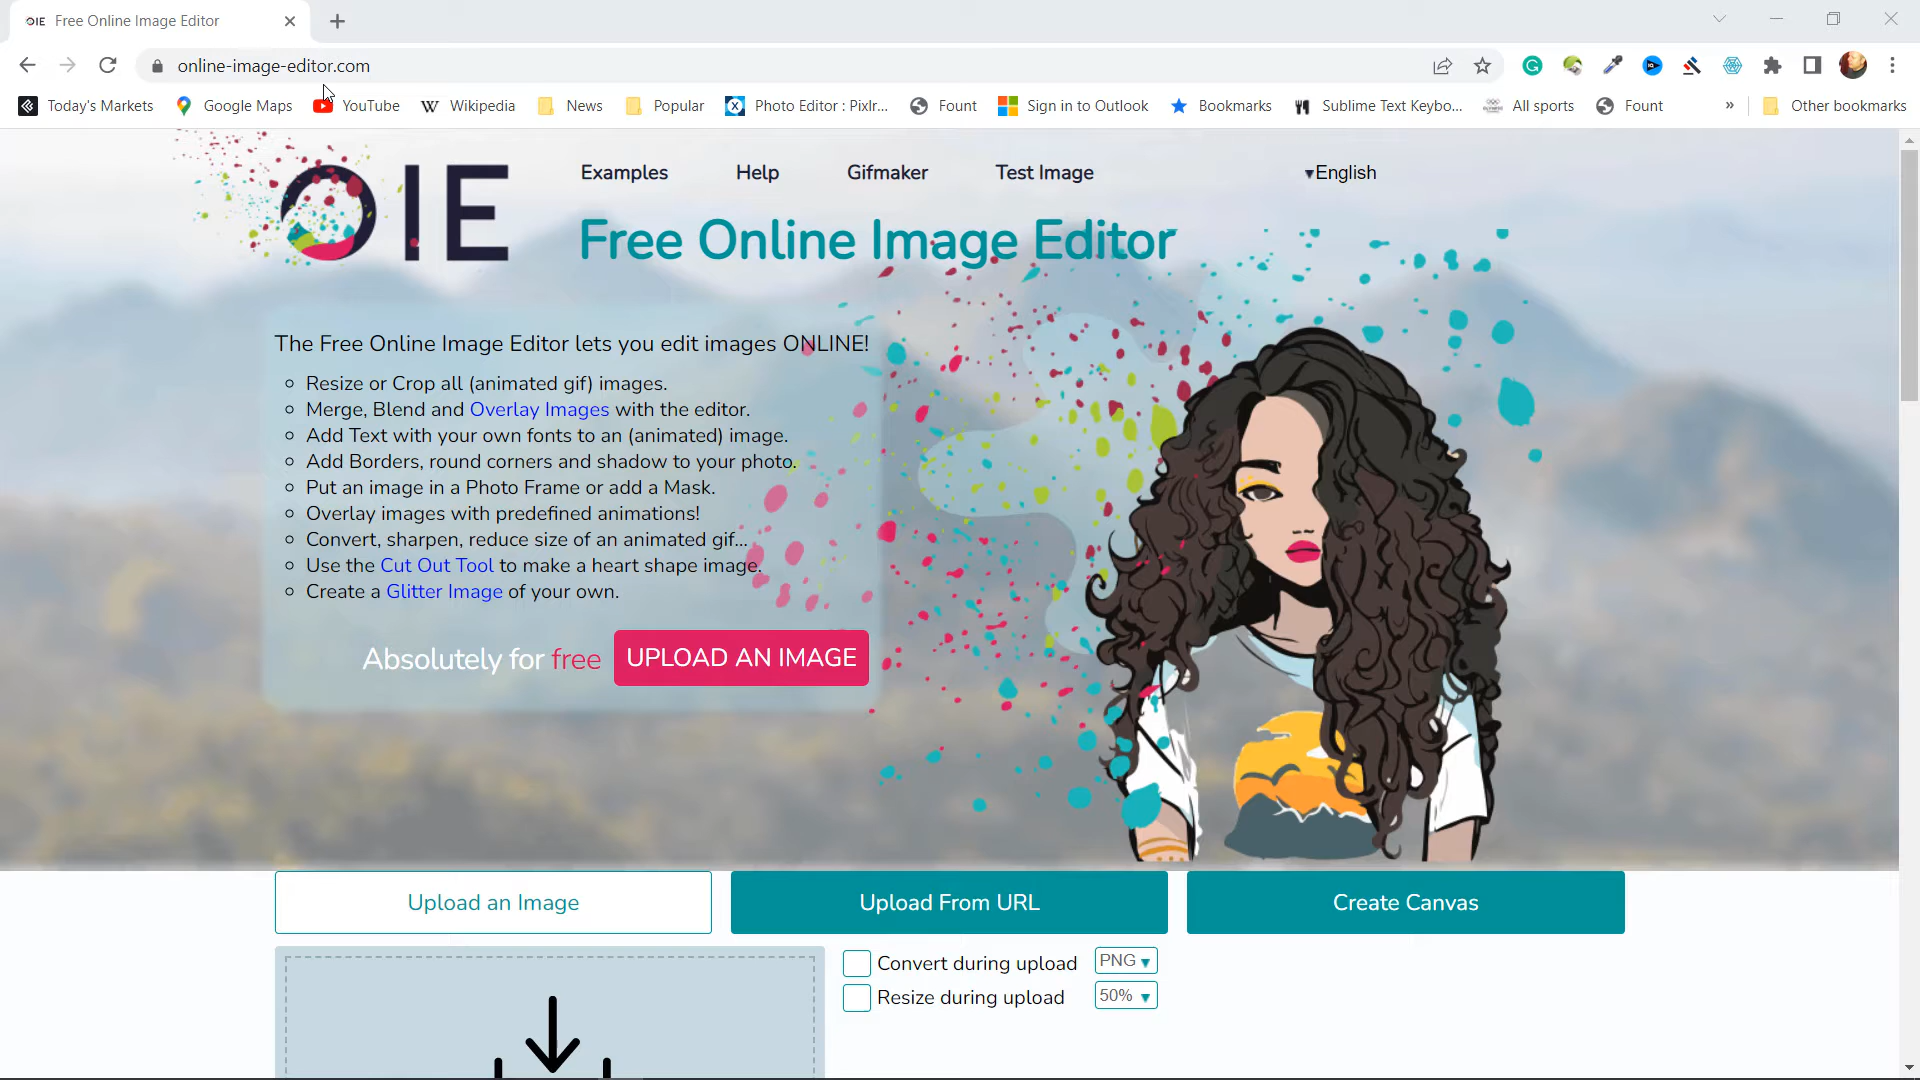 OIE Free Online Image Editor
online-image-editor.com
Today's Markets Google Maps YouTube Wikipedia News Popular Photo Editor : Pixlr... Fount Sign in to Outlook Bookmarks Sublime Text Keybo... All sports Fount » Other bookmarks
OIE
Examples Help Gifmaker Test Image ▾English
Free Online Image Editor
The Free Online Image Editor lets you edit images ONLINE!
Resize or Crop all (animated gif) images.
Merge, Blend and Overlay Images with the editor.
Add Text with your own fonts to an (animated) image.
Add Borders, round corners and shadow to your photo.
Put an image in a Photo Frame or add a Mask.
Overlay images with predefined animations!
Convert, sharpen, reduce size of an animated gif...
Use the Cut Out Tool to make a heart shape image.
Create a Glitter Image of your own.
Absolutely for free UPLOAD AN IMAGE
Upload an Image Upload From URL Create Canvas
Convert during upload PNG
Resize during upload 50%